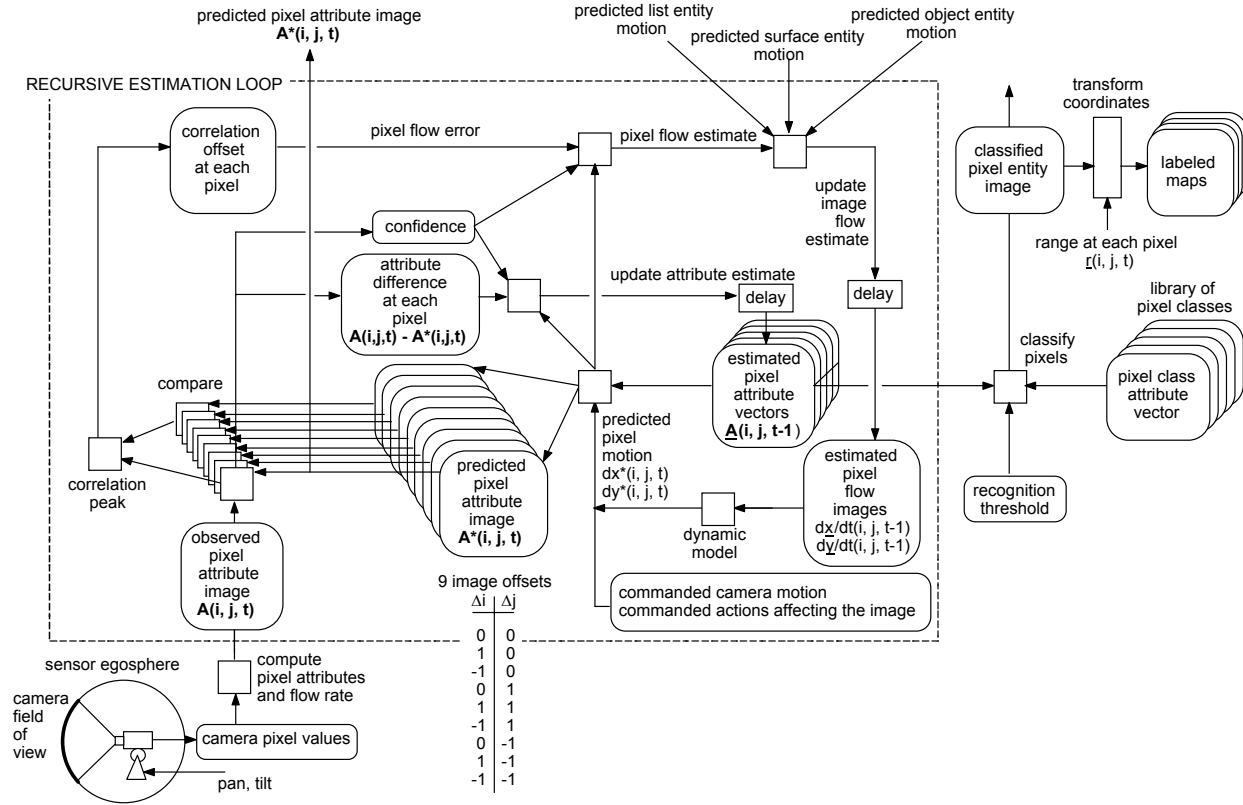 predicted pixel attribute image
A*(i, j, t)
predicted list entity
motion
predicted surface entity
motion
predicted object entity
motion
RECURSIVE ESTIMATION LOOP
correlation
offset
at each
pixel
pixel flow error
pixel flow estimate
update
image
flow
estimate
transform
coordinates
classified
pixel entity
image
labeled
maps
range at each pixel
r(i, j, t)
confidence
attribute
difference
at each
pixel
A(i,j,t) - A*(i,j,t)
update attribute estimate
delay
delay
library of
pixel classes
classify
pixels
pixel class
attribute
vector
estimated
pixel
attribute
vectors
A(i, j, t-1)
compare
correlation
peak
predicted
pixel
attribute
image
A*(i, j, t)
predicted
pixel
motion
dx*(i, j, t)
dy*(i, j, t)
dynamic
model
estimated
pixel
flow
images
dx/dt(i, j, t-1)
dy/dt(i, j, t-1)
recognition
threshold
observed
pixel
attribute
image
A(i, j, t)
commanded camera motion
commanded actions affecting the image
9 image offsets
Δi Δj
0 0
1 0
-1 0
0 1
1 1
-1 1
0 -1
1 -1
-1 -1
compute
pixel attributes
and flow rate
sensor egosphere
camera
field
of
view
camera pixel values
pan, tilt